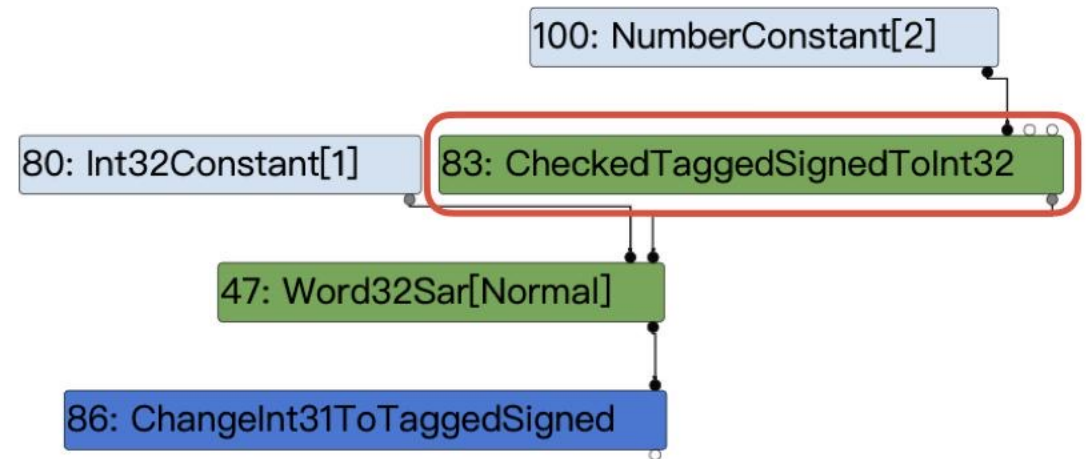 100: NumberConstant[2]
80: Int32Constant[1]
83: CheckedTaggedSignedToInt32
47: Word32Sar[Normal]
86: ChangeInt31ToTaggedSigned